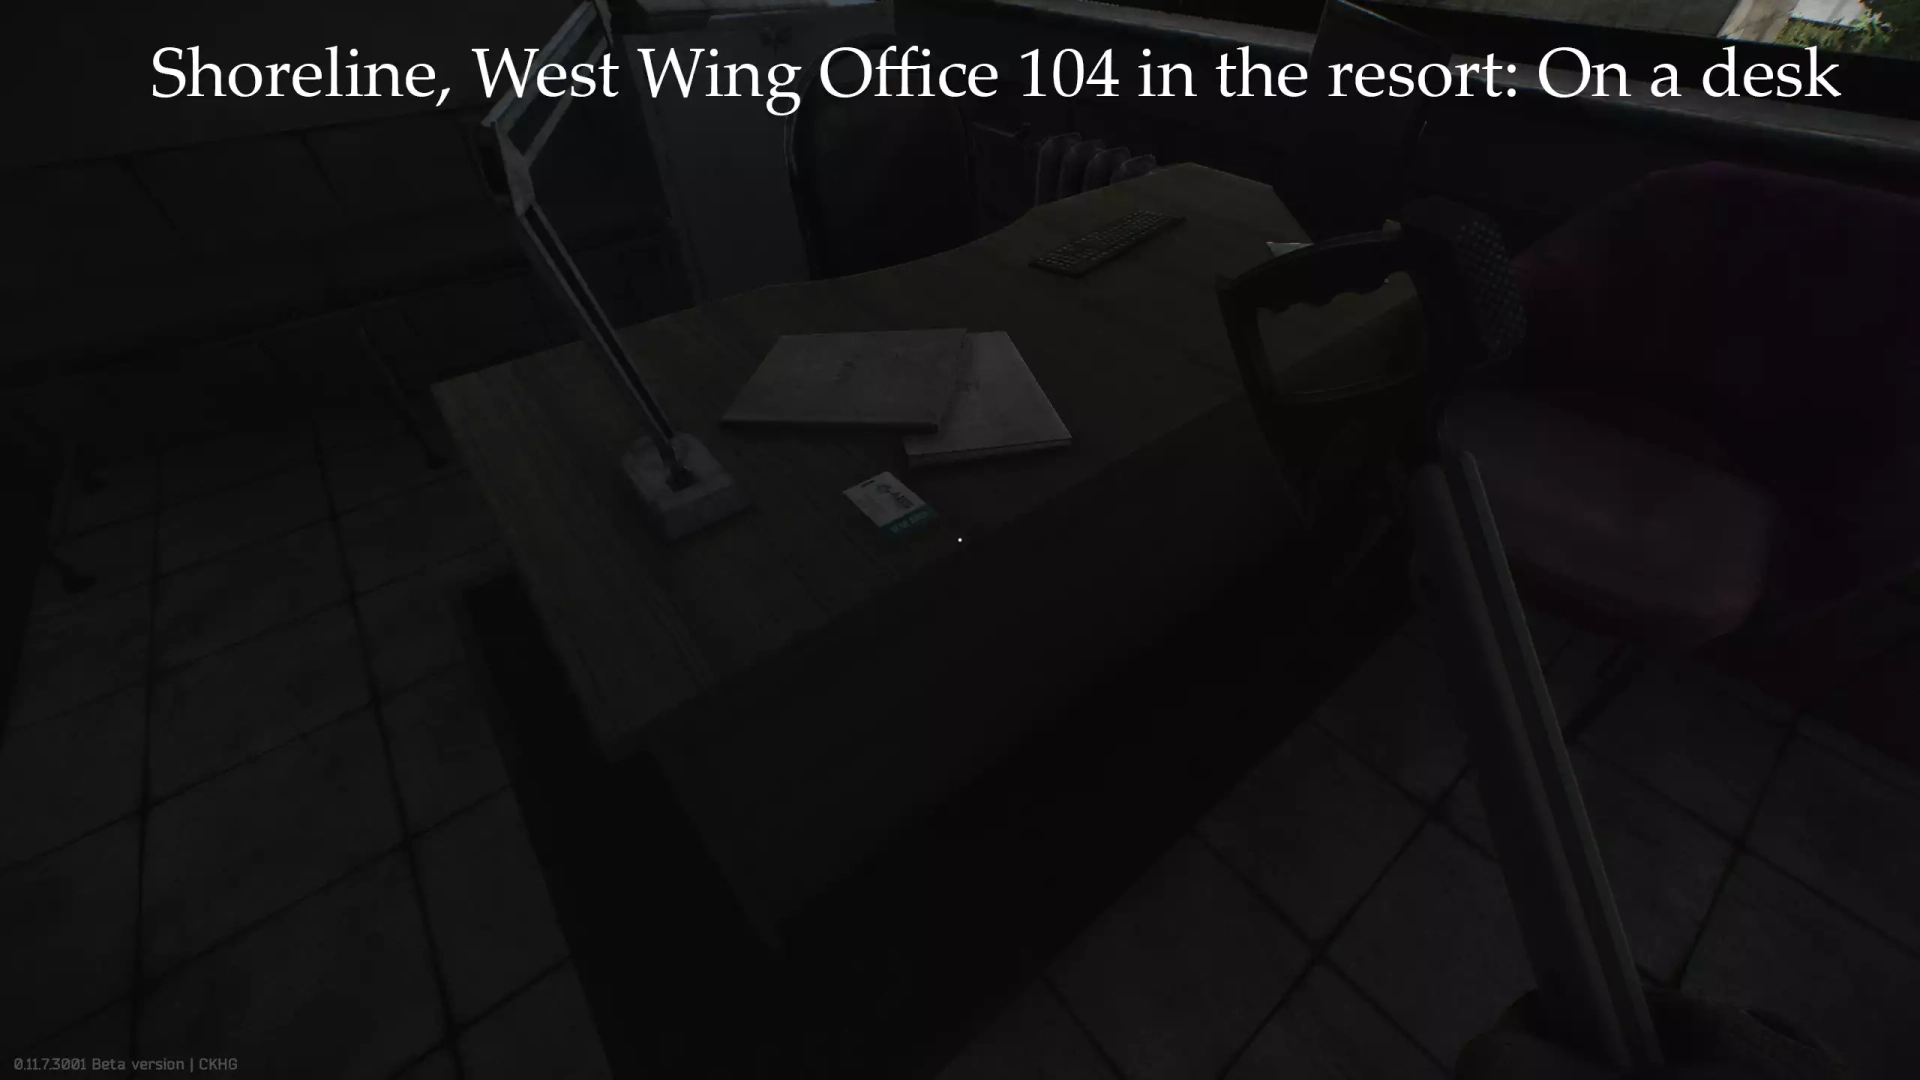 Shoreline, West Wing Office 104 in the resort: On a desk
0.11.7.3001 Beta version | CKHG